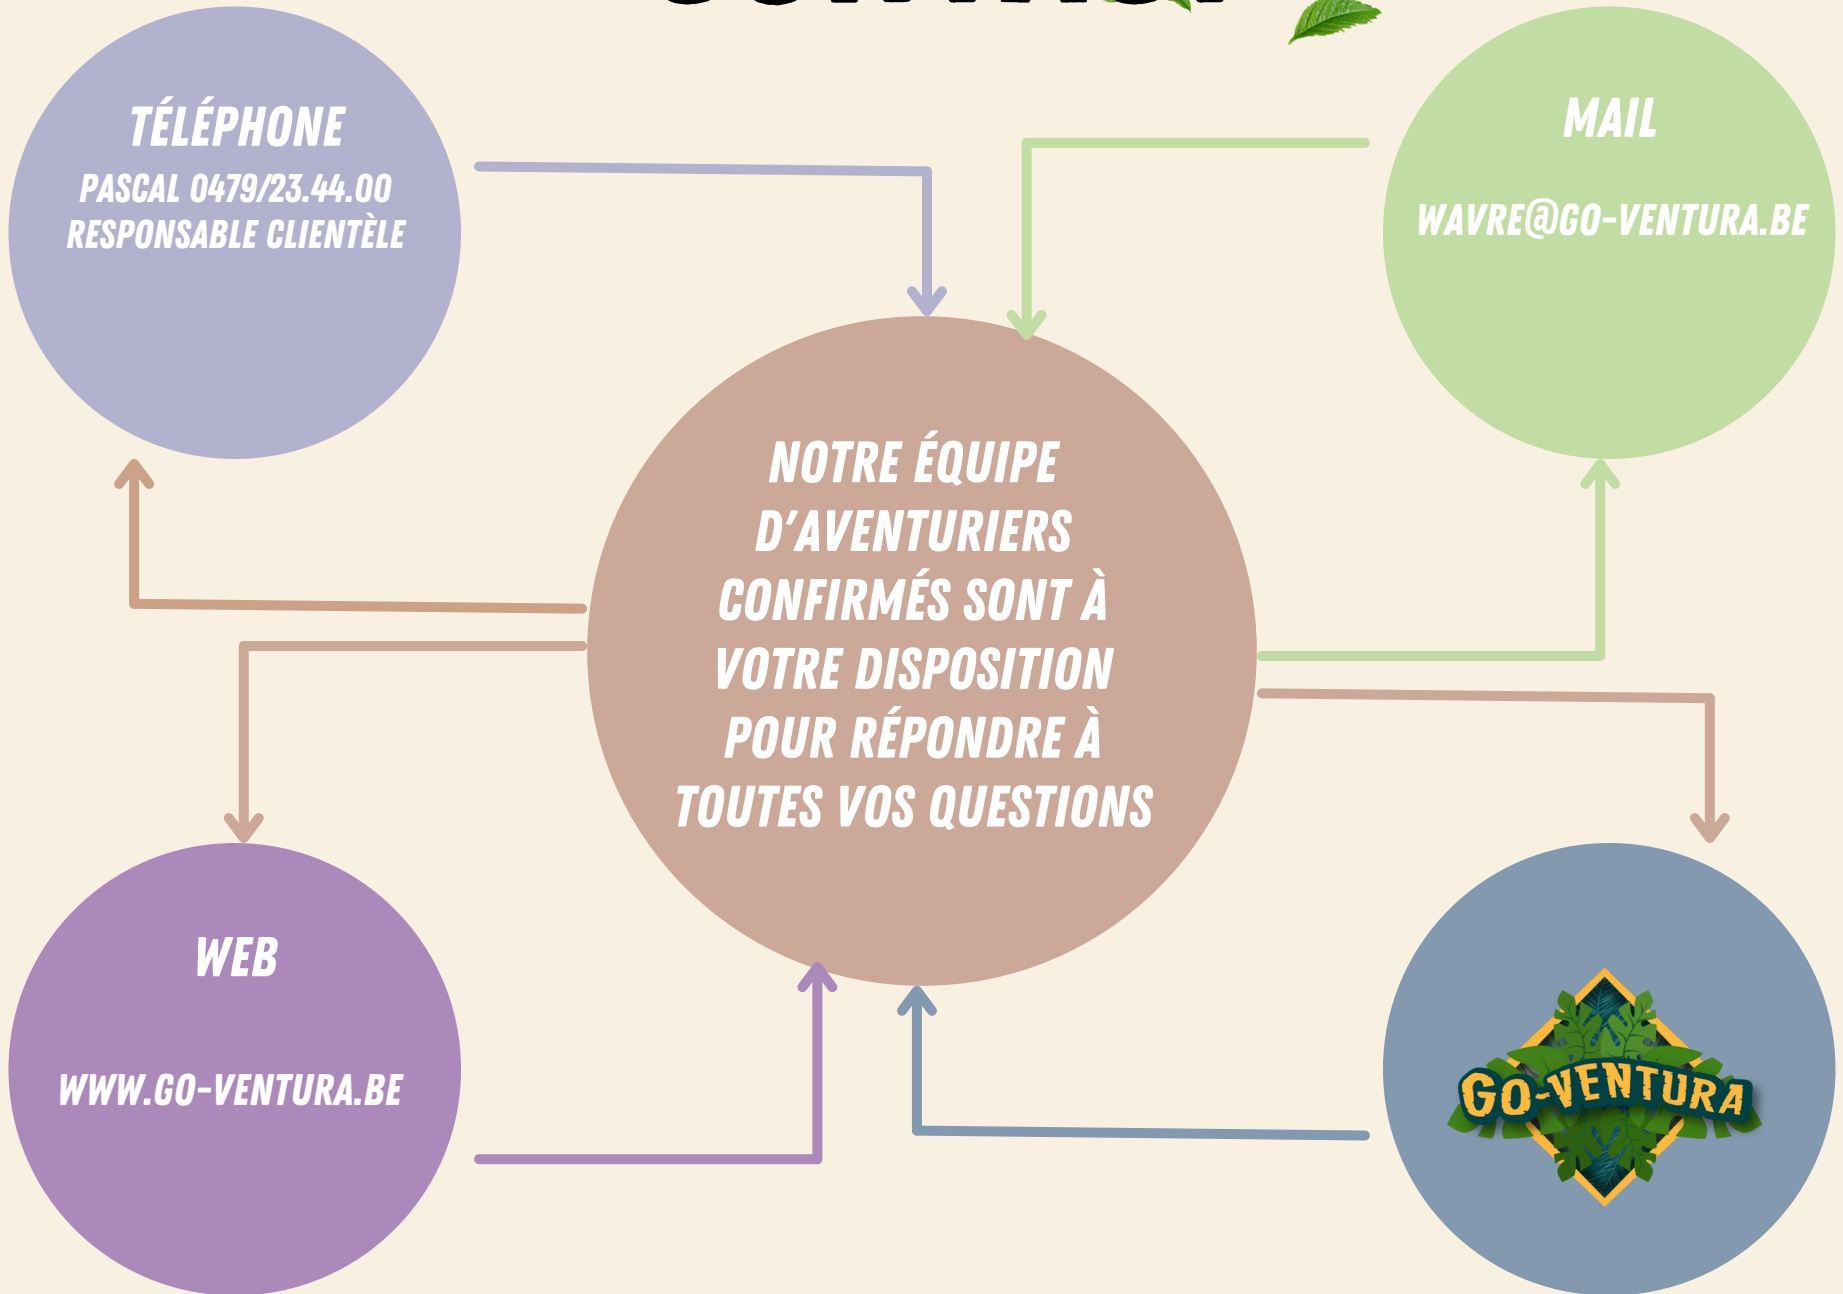 TÉLÉPHONE
PASCAL 0479/23.44.00
RESPONSABLE CLIENTÈLE
MAIL
WAVRE@GO-VENTURA.BE
NOTRE ÉQUIPE
D'AVENTURIERS
CONFIRMÉS SONT À
VOTRE DISPOSITION
POUR RÉPONDRE À
TOUTES VOS QUESTIONS
WEB
WWW.GO-VENTURA.BE
GO-VENTURA